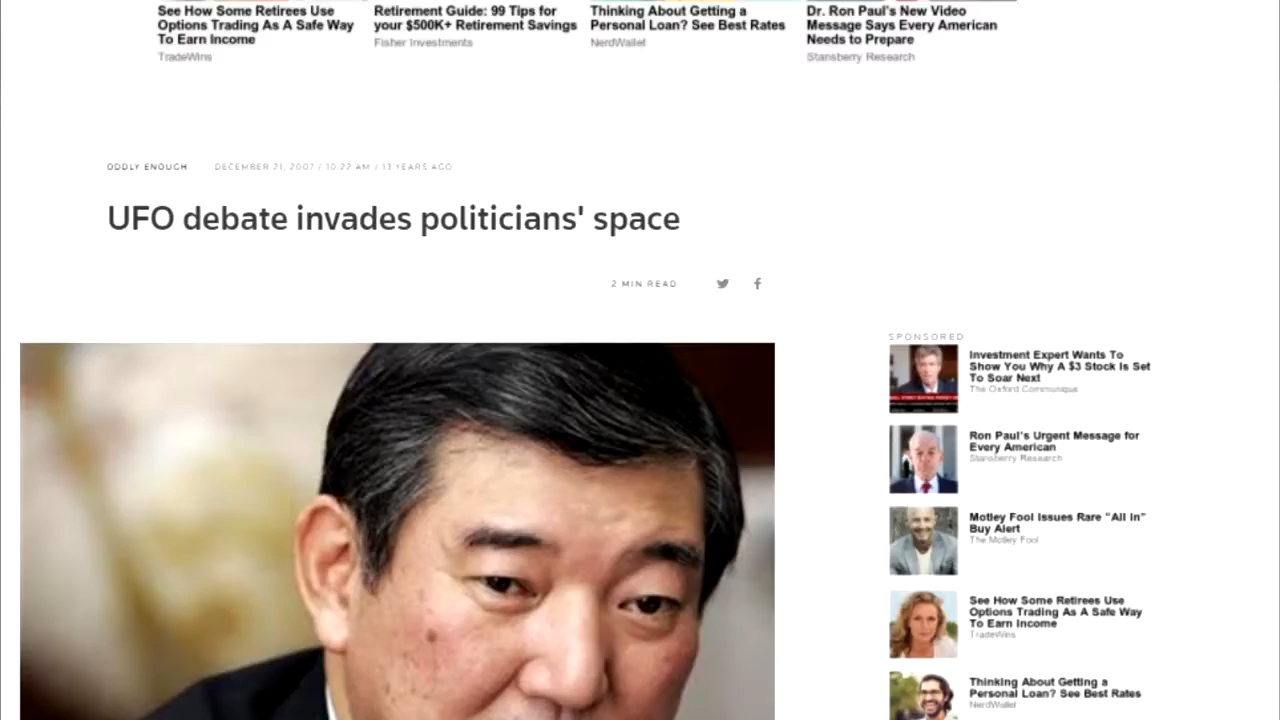 See How Some Retirees Use
Options Trading As A Safe Way
To Earn Income
TradeWins
Retirement Guide: 99 Tips for
your $500K+ Retirement Savings
Fisher Investments
Thinking About Getting a
Personal Loan? See Best Rates
NerdWallet
Dr. Ron Paul's New Video
Message Says Every American
Needs to Prepare
Stansberry Research
ODDLY ENOUGH DECEMBER 21, 2007 / 10:22 AM / 13 YEARS AGO
UFO debate invades politicians' space
2 MIN READ
SPONSORED
Investment Expert Wants To
Show You Why A $3 Stock Is Set
To Soar Next
The Oxford Communique
Ron Paul's Urgent Message for
Every American
Stansberry Research
Motley Fool Issues Rare "All In"
Buy Alert
The Motley Fool
See How Some Retirees Use
Options Trading As A Safe Way
To Earn Income
TradeWins
Thinking About Getting a
Personal Loan? See Best Rates
NerdWallet